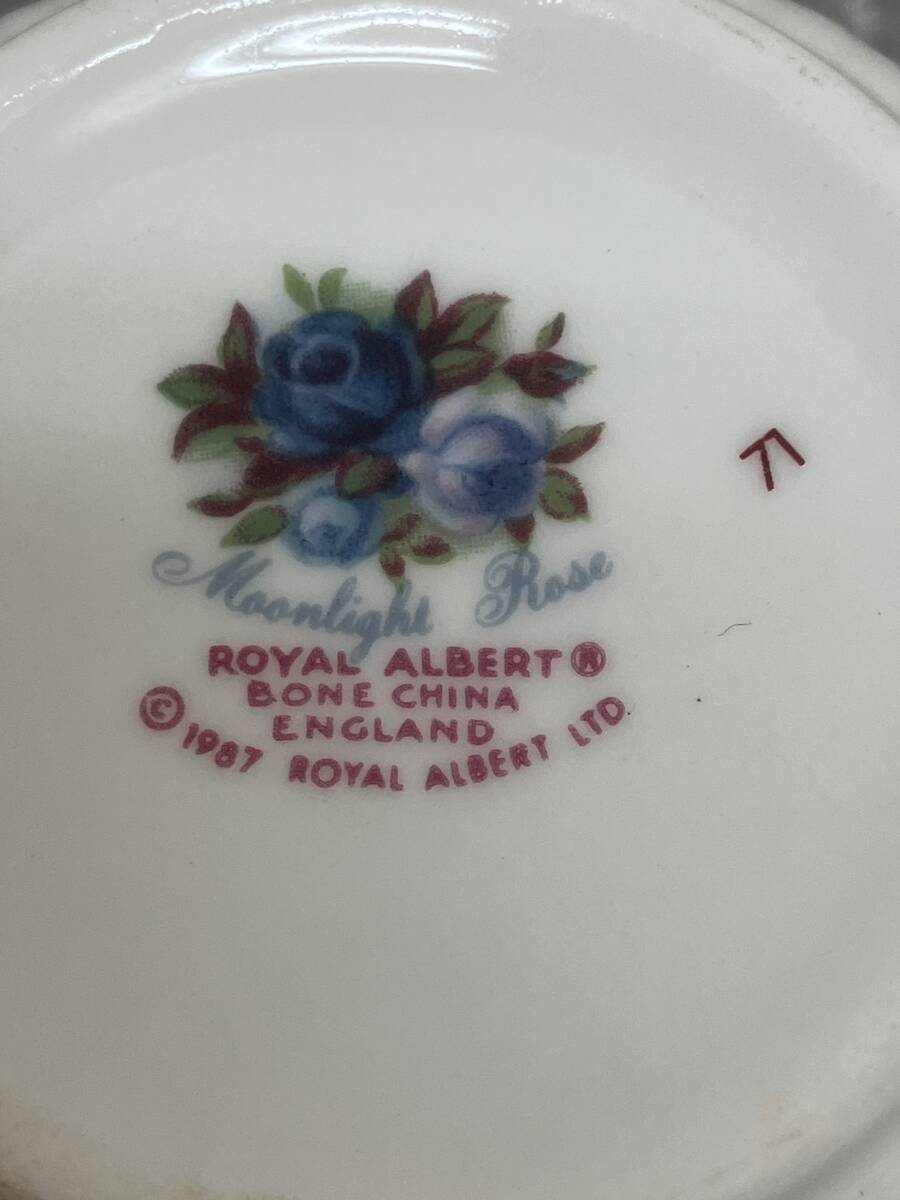 Moonlight Rose
ROYAL ALBERT®
BONE CHINA
ENGLAND
© 1987 ROYAL ALBERT LTD.